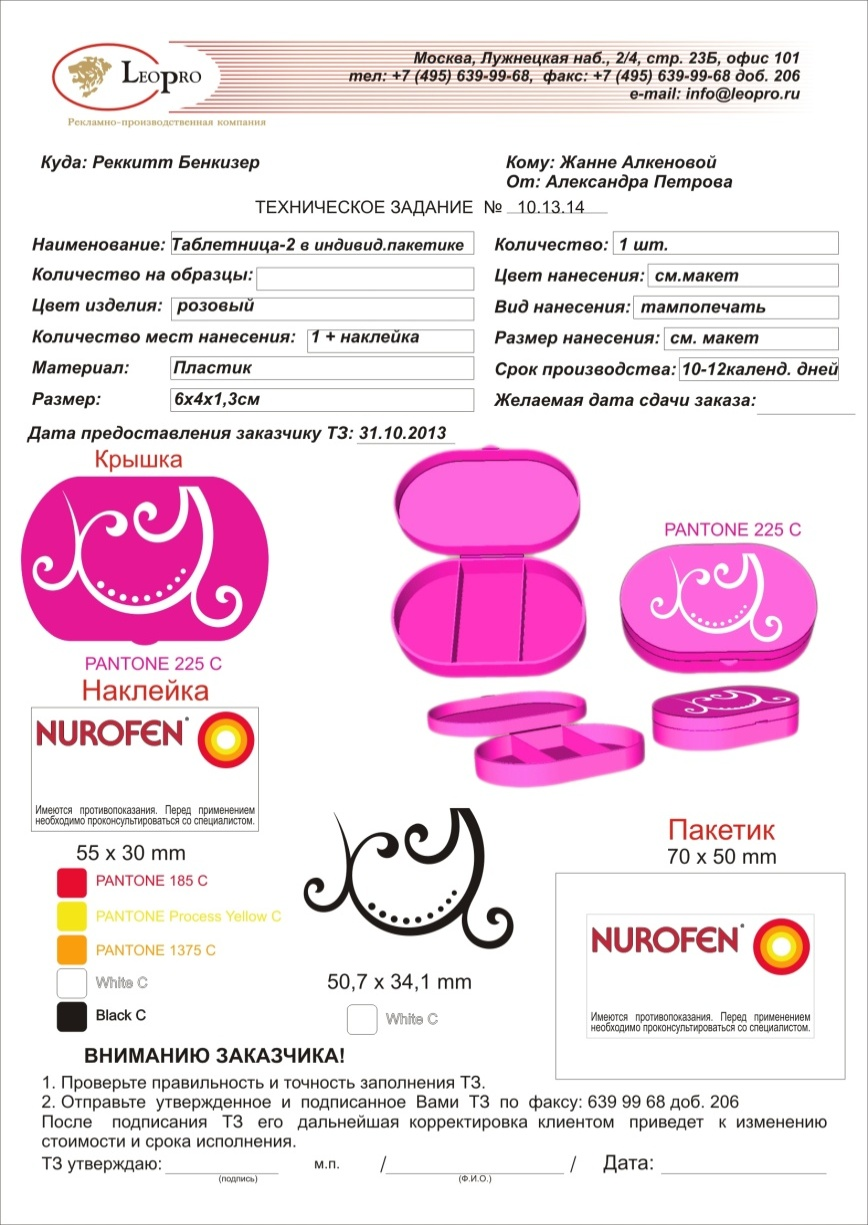 LEOPRO
Рекламно-производственная компания
Москва, Лужнецкая наб., 2/4, стр. 23Б, офис 101
тел: +7 (495) 639-99-68, факс: +7 (495) 639-99-68 доб. 206
e-mail: info@leopro.ru
Куда: Реккитт Бенкизер
Кому: Жанне Алкеновой
От: Александра Петрова
ТЕХНИЧЕСКОЕ ЗАДАНИЕ № 10.13.14
Наименование: Таблетница-2 в индивид.пакетике
Количество: 1 шт.
Количество на образцы:
Цвет нанесения: см.макет
Цвет изделия: розовый
Вид нанесения: тампопечать
Количество мест нанесения: 1 + наклейка
Размер нанесения: см. макет
Материал: Пластик
Срок производства: 10-12календ. дней
Размер: 6х4х1,3см
Желаемая дата сдачи заказа:
Дата предоставления заказчику ТЗ: 31.10.2013
Крышка
PANTONE 225 C
PANTONE 225 C
Наклейка
NUROFEN
Имеются противопоказания. Перед применением
необходимо проконсультироваться со специалистом.
55 x 30 mm
PANTONE 185 C
PANTONE Process Yellow C
PANTONE 1375 C
White C
Black C
50,7 x 34,1 mm
White C
Пакетик
70 x 50 mm
NUROFEN
Имеются противопоказания. Перед применением
необходимо проконсультироваться со специалистом.
ВНИМАНИЮ ЗАКАЗЧИКА!
1. Проверьте правильность и точность заполнения ТЗ.
2. Отправьте утвержденное и подписанное Вами ТЗ по факсу: 639 99 68 доб. 206
После подписания ТЗ его дальнейшая корректировка клиентом приведет к изменению
стоимости и срока исполнения.
ТЗ утверждаю: м.п. / / Дата:
(подпись) (Ф.И.О.)